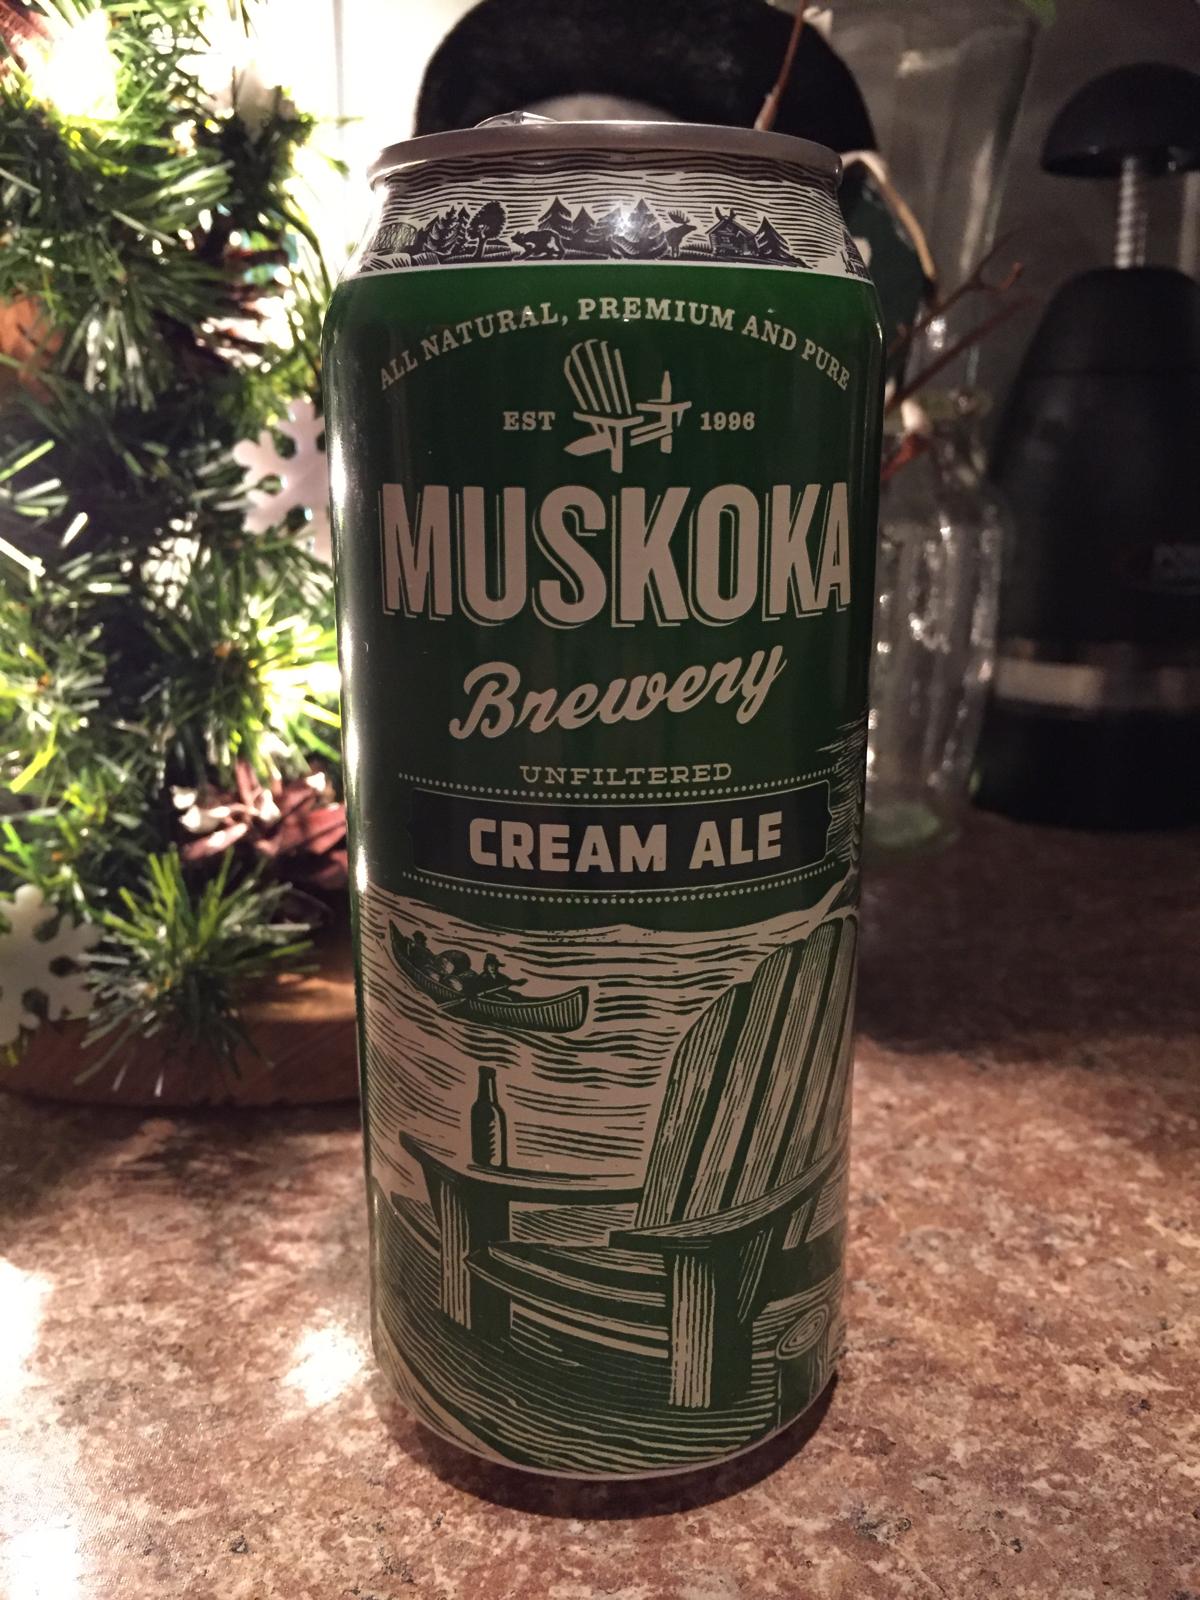 ALL NATURAL, PREMIUM AND PURE
EST 1996
MUSKOKA
Brewery
UNFILTERED
CREAM ALE